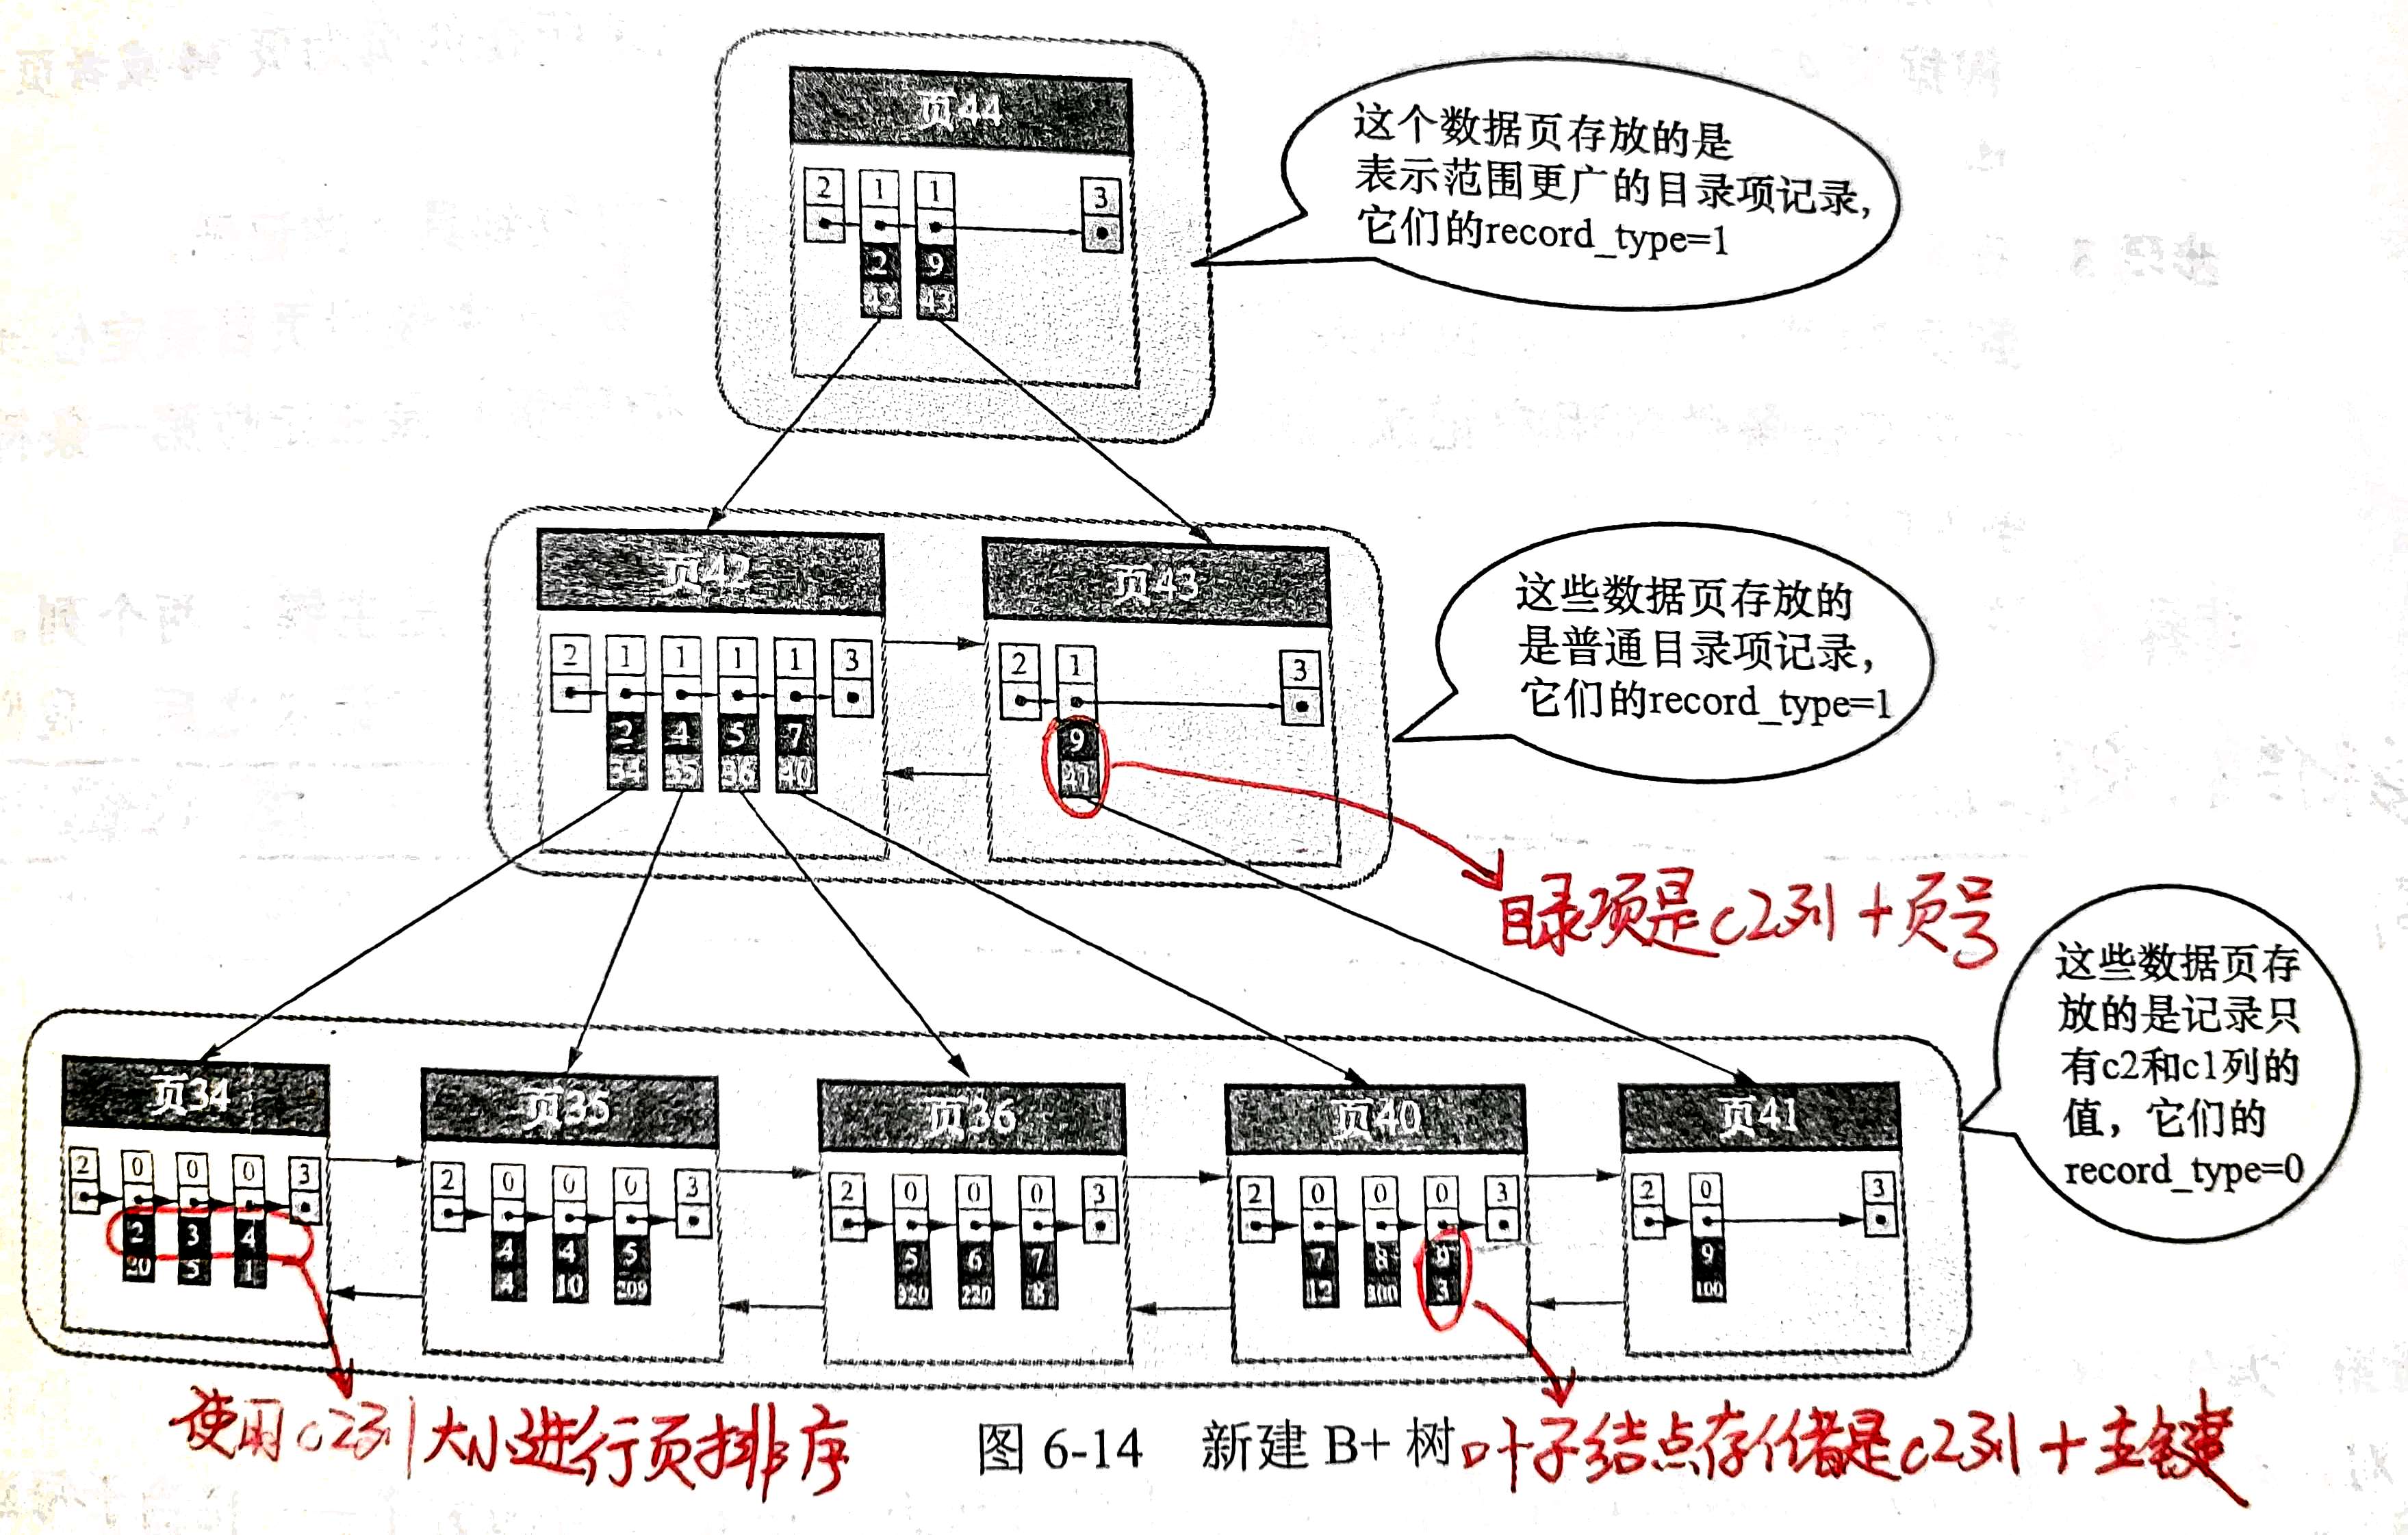 页44
2 1 1 3
2 9
42 43
这个数据页存放的是
表示范围更广的目录项记录,
它们的record_type=1
页42
2 1 1 1 1 3
2 4 5 7
34 35 36 40
页43
2 1 3
9
41
这些数据页存放的
是普通目录项记录,
它们的record_type=1
目录项是c2列+页号
这些数据页存
放的是记录只
有c2和c1列的
值，它们的
record_type=0
页34
2 0 0 0 3
2 3 4
20 5 1
页35
2 0 0 0 3
4 4 5
4 10 209
页36
2 0 0 0 3
5 6 7
920 220 8
页40
2 0 0 0 3
7 8 9
12 300 3
页41
2 0 3
9
100
使用c2列大小进行页排序
图 6-14 新建 B+ 树
叶子结点存储是c2列+主键